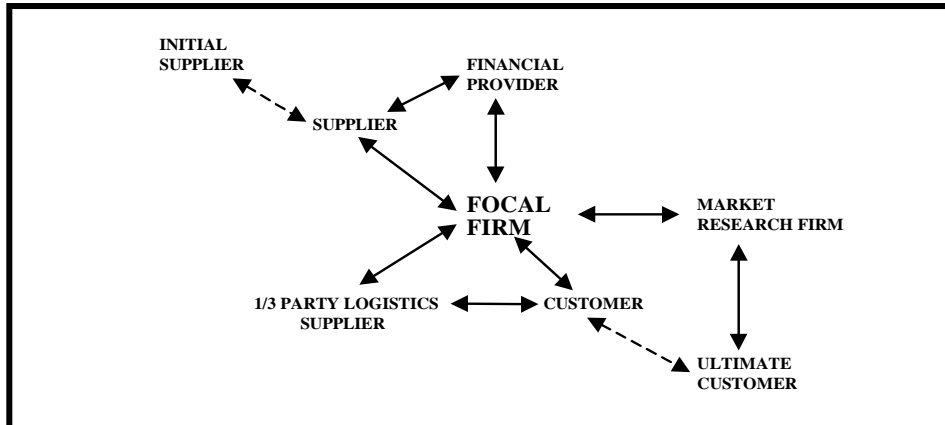 INITIAL
SUPPLIER
FINANCIAL
PROVIDER
SUPPLIER
FOCAL
FIRM
MARKET
RESEARCH FIRM
1/3 PARTY LOGISTICS
SUPPLIER
CUSTOMER
ULTIMATE
CUSTOMER